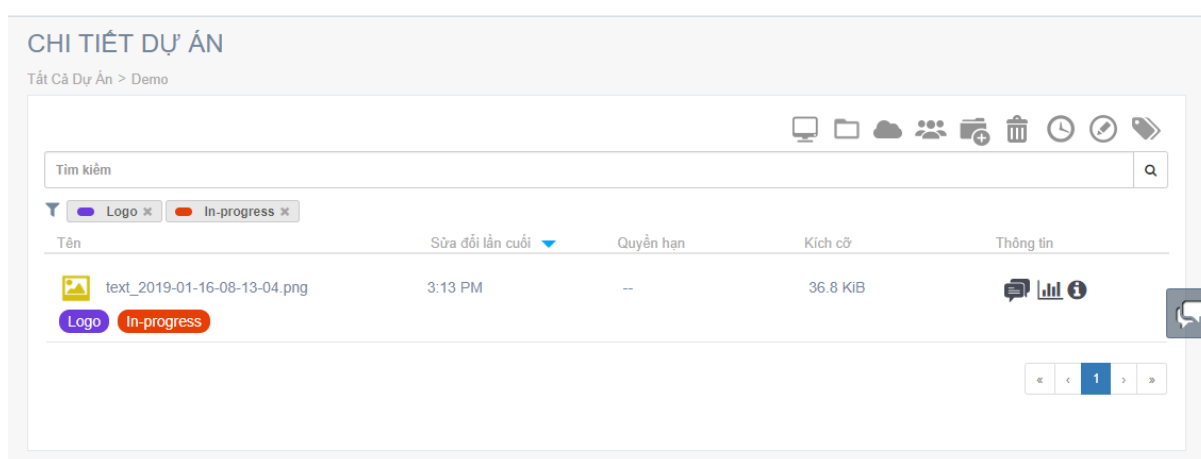 CHI TIẾT DỰ ÁN
Tất Cả Dự Án > Demo
Tìm kiếm
Logo × In-progress ×
Tên Sửa đổi lần cuối Quyền hạn Kích cỡ Thông tin
text_2019-01-16-08-13-04.png 3:13 PM -- 36.8 KiB
Logo In-progress
« ‹ 1 › »